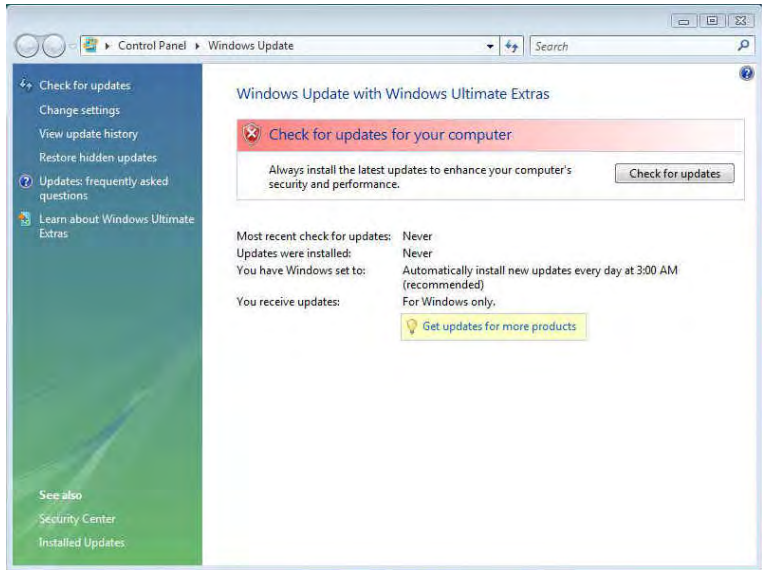 Control Panel ▸ Windows Update
Search
Check for updates
Change settings
View update history
Restore hidden updates
Updates: frequently asked
questions
Learn about Windows Ultimate
Extras
Windows Update with Windows Ultimate Extras
Check for updates for your computer
Always install the latest updates to enhance your computer's
security and performance.
Check for updates
Most recent check for updates: Never
Updates were installed: Never
You have Windows set to: Automatically install new updates every day at 3:00 AM
(recommended)
You receive updates: For Windows only.
Get updates for more products
See also
Security Center
Installed Updates